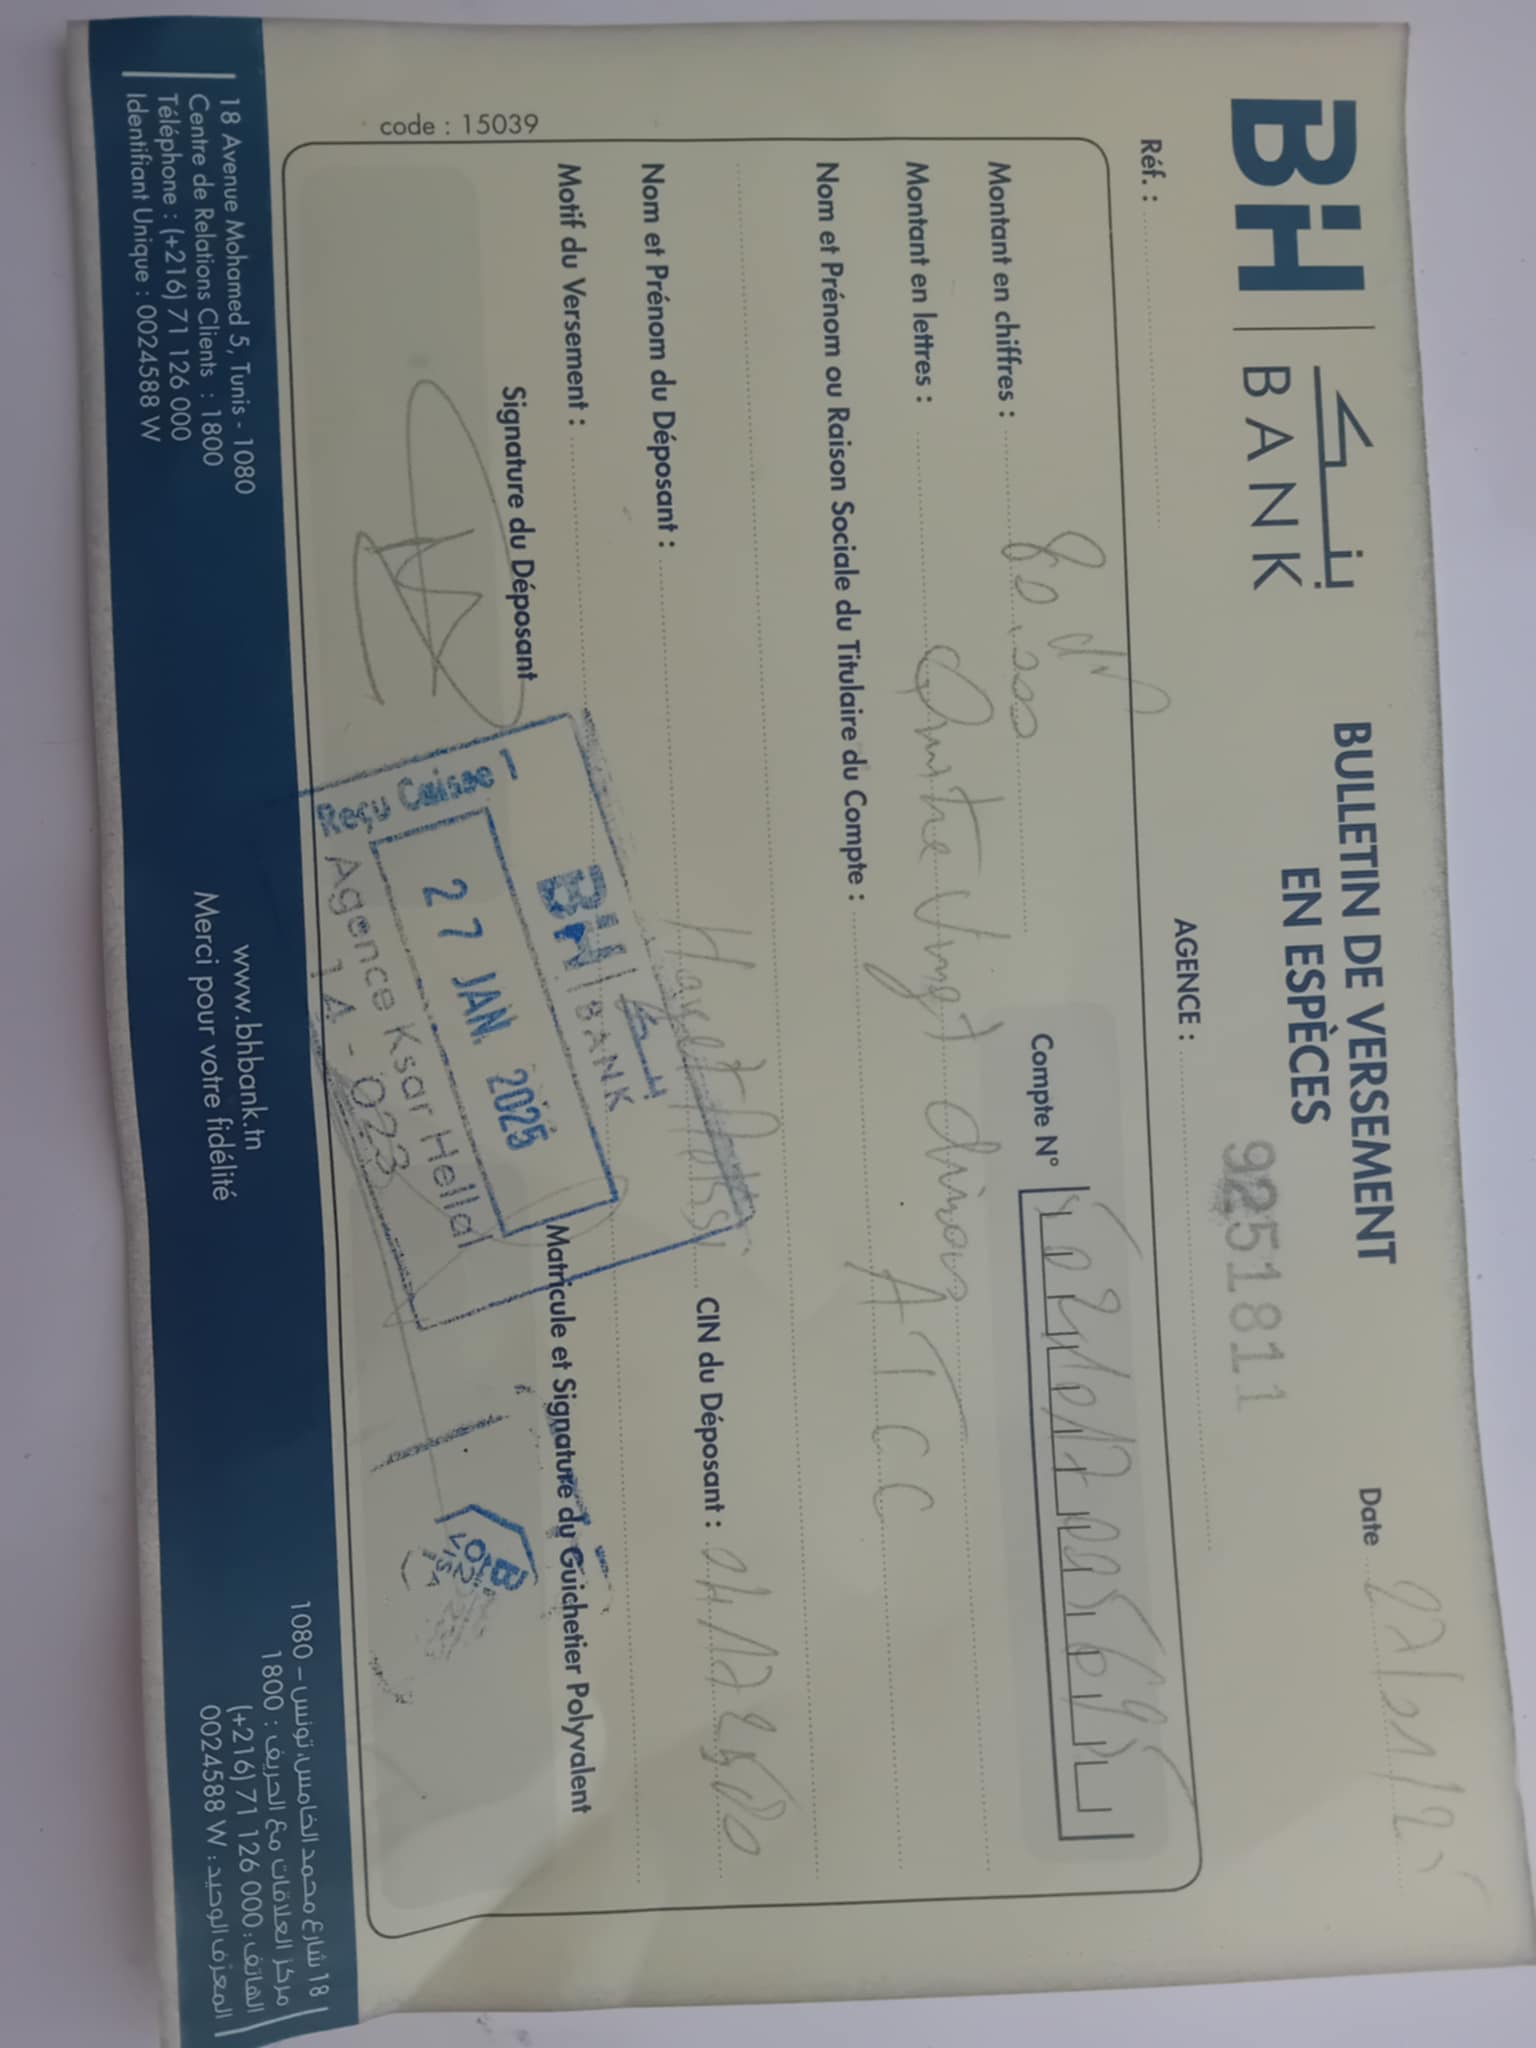 BH | بنك
BANK
BULLETIN DE VERSEMENT
EN ESPÈCES
Date 27/01/25
9251811
Réf. :
AGENCE :
Compte N°
Montant en chiffres : 80,000 dt
Montant en lettres : Quatre Vingt dinars
Nom et Prénom ou Raison Sociale du Titulaire du Compte : ATCC
Nom et Prénom du Déposant : Hayet
CIN du Déposant :
Motif du Versement :
Signature du Déposant
Matricule et Signature du Guichetier Polyvalent
BH | بنك
BANK
27 JAN. 2025
Agence Ksar Hellal
14 - 023
code : 15039
18 Avenue Mohamed 5, Tunis - 1080
Centre de Relations Clients : 1800
Téléphone : (+216) 71 126 000
Identifiant Unique : 0024588 W
www.bhbank.tn
Merci pour votre fidélité
18 شارع محمد الخامس، تونس – 1080
مركز العلاقات مع الحريف : 1800
الهاتف : 000 126 71 (216+)
المعرّف الوحيد : 0024588 W